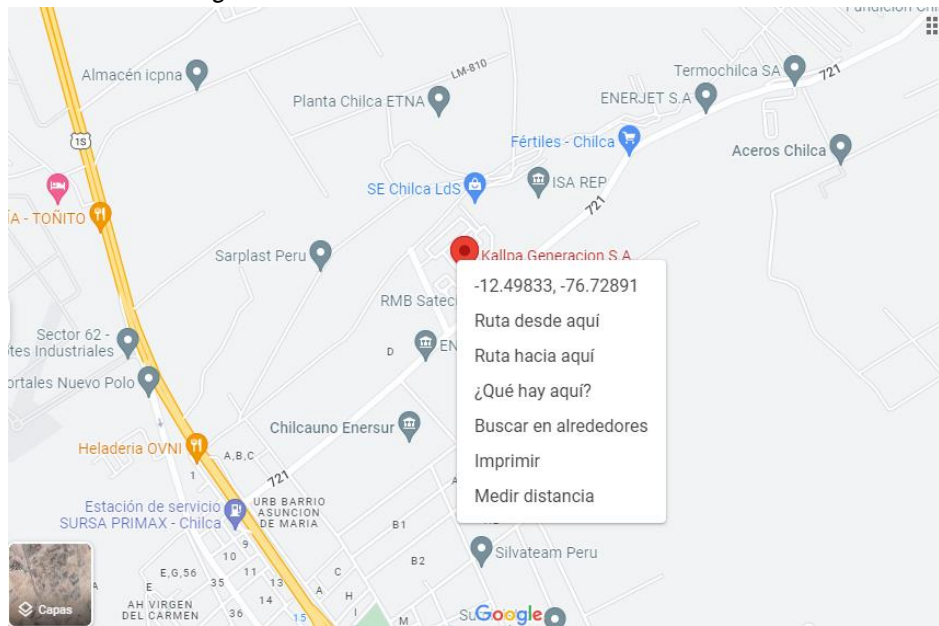 Almacén icpna
LM-810
Planta Chilca ETNA
Termochilca SA
721
ENERJET S.A
Fértiles - Chilca
Aceros Chilca
1S
ISA REP
SE Chilca LdS
ÍA - TOÑITO
721
Sarplast Peru
Kallpa Generacion S.A.
-12.49833, -76.72891
RMB Satec
Ruta desde aquí
Sector 62 -
tes Industriales
D
EN
Ruta hacia aquí
ortales Nuevo Polo
¿Qué hay aquí?
Chilcauno Enersur
Buscar en alrededores
Heladeria OVNI
A,B,C
Imprimir
1
721
A
Medir distancia
Estación de servicio
SURSA PRIMAX - Chilca
URB BARRIO
ASUNCION
DE MARIA
B1
9
10
B2
Silvateam Peru
E,G,56
35
11
13
C
A
E
A
H
Capas
AH VIRGEN
DEL CARMEN
36
14
15
I
M
Su
Google